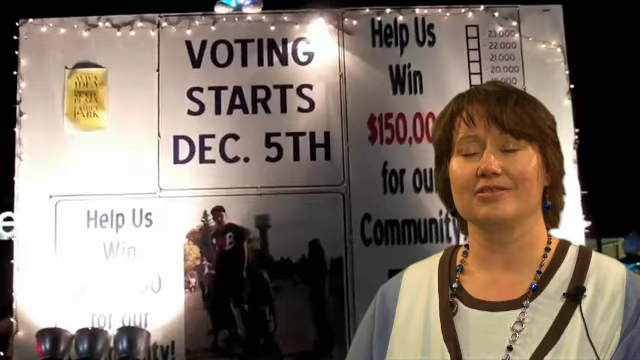 VOTING
STARTS
DEC. 5TH
Help Us
Win
$150,00
for our
Community
23,000
22,000
21,000
20,000
Help Us
Win
for our
PARK